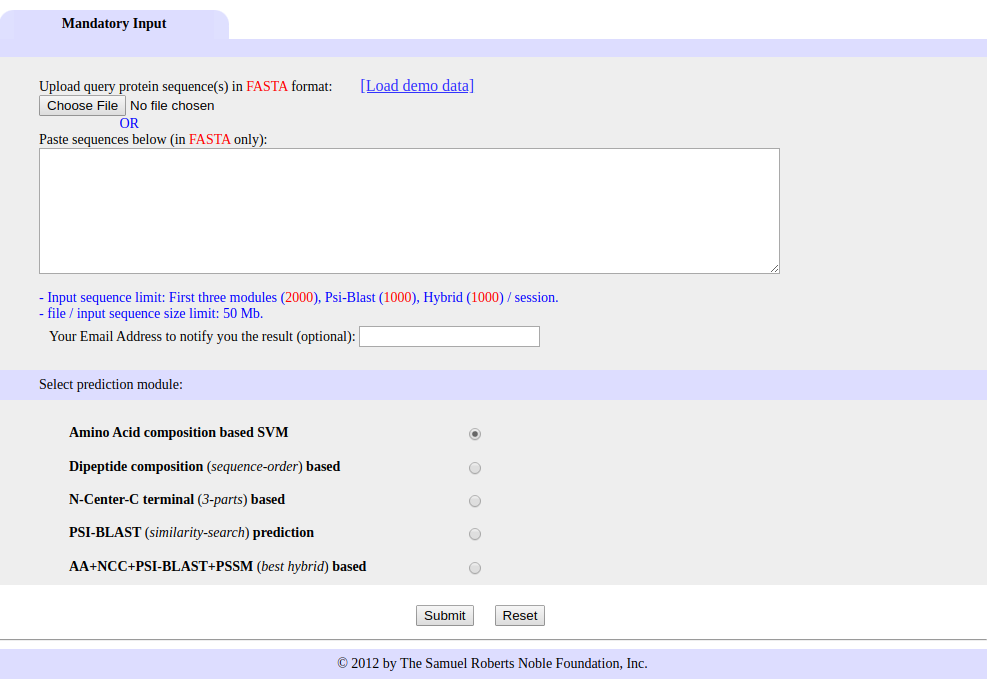 Mandatory Input
Upload query protein sequence(s) in FASTA format: [Load demo data]
Choose File No file chosen
OR
Paste sequences below (in FASTA only):
- Input sequence limit: First three modules (2000), Psi-Blast (1000), Hybrid (1000) / session.
- file / input sequence size limit: 50 Mb.
Your Email Address to notify you the result (optional):
Select prediction module:
Amino Acid composition based SVM
Dipeptide composition (sequence-order) based
N-Center-C terminal (3-parts) based
PSI-BLAST (similarity-search) prediction
AA+NCC+PSI-BLAST+PSSM (best hybrid) based
Submit Reset
© 2012 by The Samuel Roberts Noble Foundation, Inc.